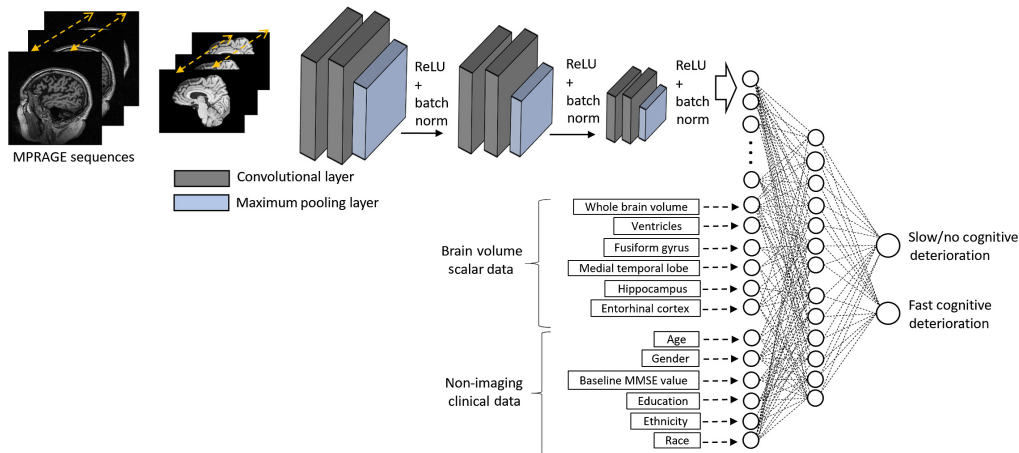 MPRAGE sequences
ReLU
+
batch
norm
ReLU
+
batch
norm
ReLU
+
batch
norm
Convolutional layer
Maximum pooling layer
Brain volume
scalar data
Whole brain volume
Ventricles
Fusiform gyrus
Medial temporal lobe
Hippocampus
Entorhinal cortex
Non-imaging
clinical data
Age
Gender
Baseline MMSE value
Education
Ethnicity
Race
Slow/no cognitive
deterioration
Fast cognitive
deterioration